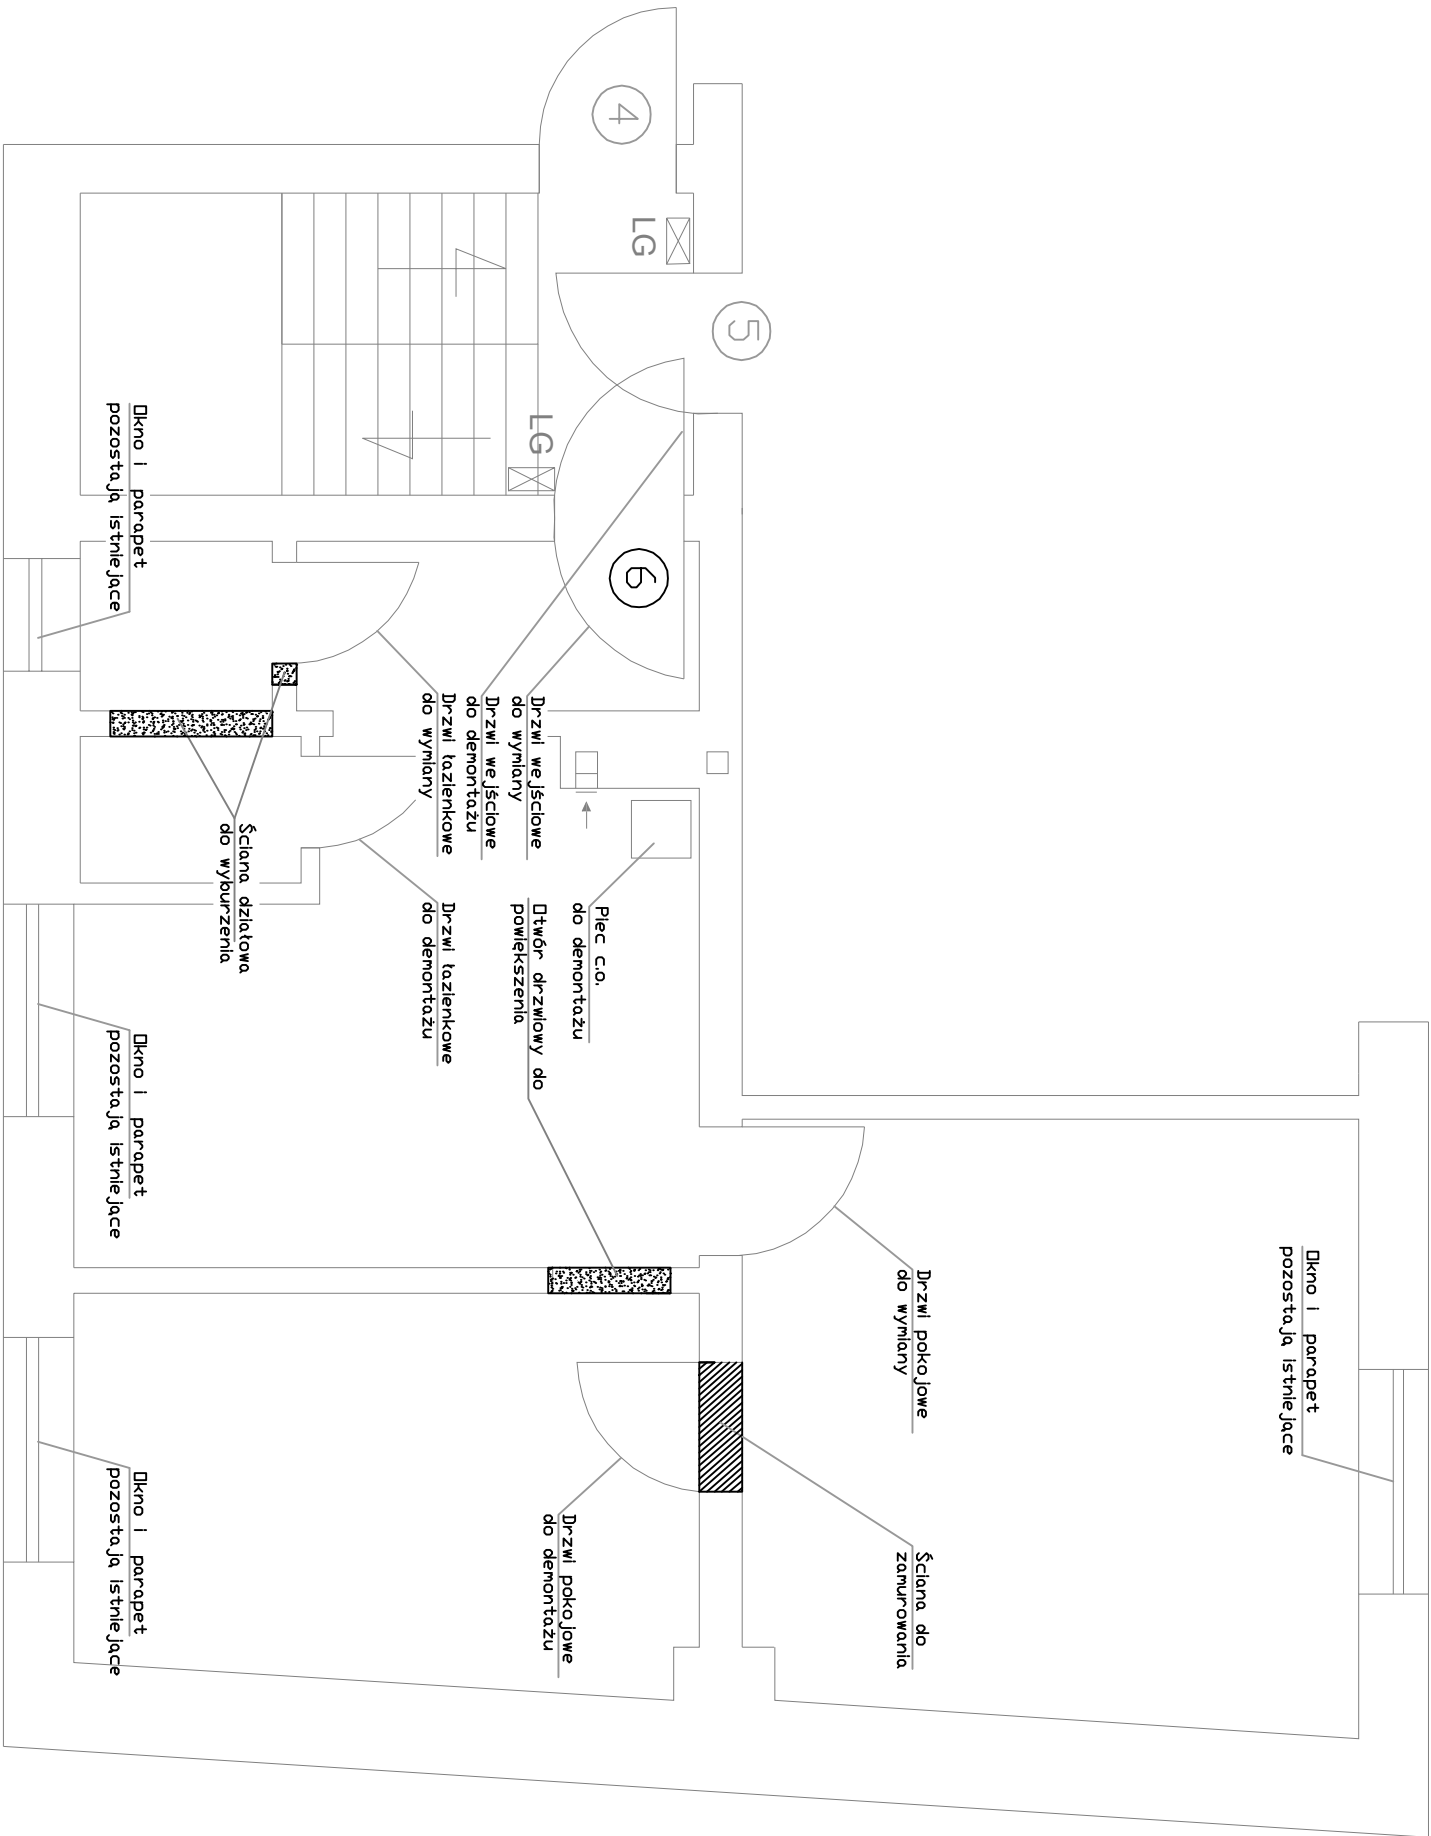 Okno i parapet
pozostają istniejące
Drzwi pokojowe
do wymiany
Ściana do
zamurowania
5
LG
6
4
Piec c.o.
do demontażu
Drzwi pokojowe
do demontażu
LG
Drzwi wejściowe
do wymiany
Otwór drzwiowy do
powiększenia
Drzwi wejściowe
do demontażu
Drzwi łazienkowe
do wymiany
Drzwi łazienkowe
do demontażu
Ściana działowa
do wyburzenia
Okno i parapet
pozostają istniejące
Okno i parapet
pozostają istniejące
Okno i parapet
pozostają istniejące